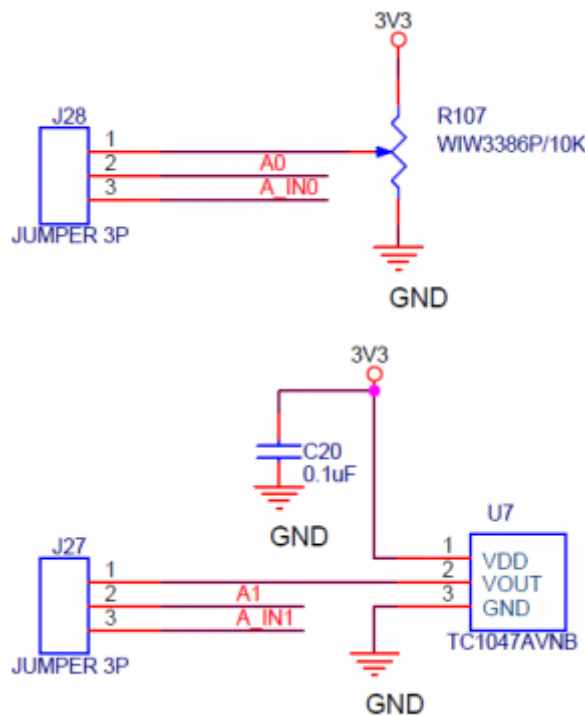 3V3
J28
R107
1
WIW3386P/10K
2
A0
3
A_IN0
JUMPER 3P
GND
3V3
C20
0.1uF
GND
U7
J27
1
VDD
1
2
VOUT
2
A1
3
GND
3
A_IN1
JUMPER 3P
TC1047AVNB
GND